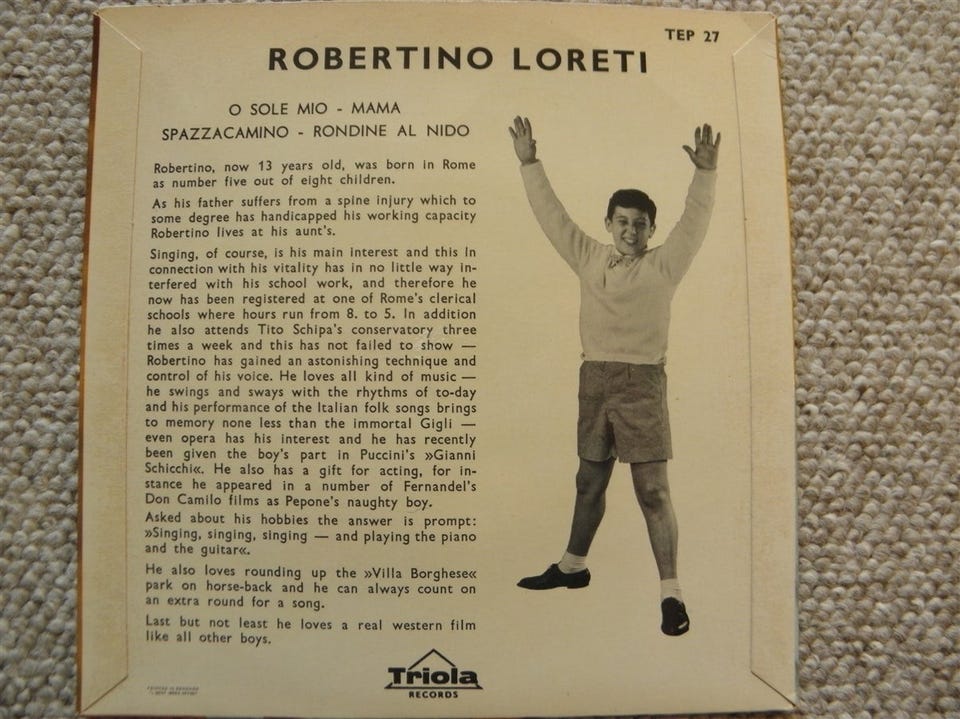 TEP 27
ROBERTINO LORETI
O SOLE MIO - MAMA
SPAZZACAMINO - RONDINE AL NIDO
Robertino, now 13 years old, was born in Rome
as number five out of eight children.
As his father suffers from a spine injury which to
some degree has handicapped his working capacity
Robertino lives at his aunt's.
Singing, of course, is his main interest and this In
connection with his vitality has in no little way in-
terfered with his school work, and therefore he
now has been registered at one of Rome's clerical
schools where hours run from 8. to 5. In addition
he also attends Tito Schipa's conservatory three
times a week and this has not failed to show —
Robertino has gained an astonishing technique and
control of his voice. He loves all kind of music —
he swings and sways with the rhythms of to-day
and his performance of the Italian folk songs brings
to memory none less than the immortal Gigli —
even opera has his interest and he has recently
been given the boy's part in Puccini's »Gianni
Schicchi«. He also has a gift for acting, for in-
stance he appeared in a number of Fernandel's
Don Camilo films as Pepone's naughty boy.
Asked about his hobbies the answer is prompt:
»Singing, singing, singing — and playing the piano
and the guitar«.
He also loves rounding up the »Villa Borghese«
park on horse-back and he can always count on
an extra round for a song.
Last but not least he loves a real western film
like all other boys.
Triola
RECORDS
PRINTED IN DENMARK